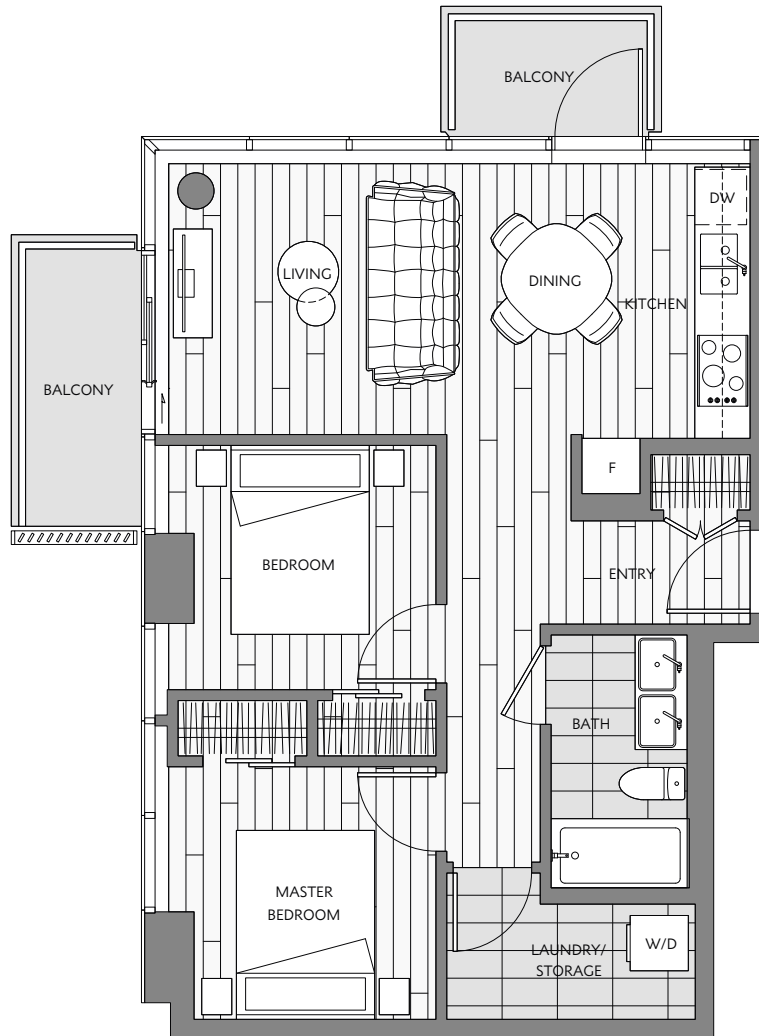 BALCONY
DW
LIVING
DINING
KITCHEN
BALCONY
F
BEDROOM
ENTRY
BATH
MASTER
BEDROOM
LAUNDRY/
STORAGE
W/D